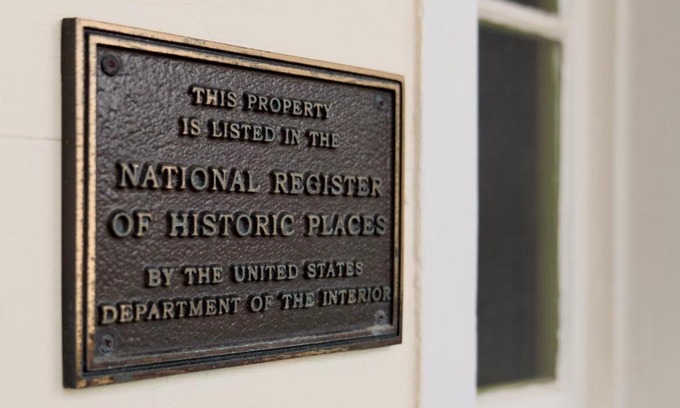 THIS PROPERTY
IS LISTED IN THE
NATIONAL REGISTER
OF HISTORIC PLACES
BY THE UNITED STATES
DEPARTMENT OF THE INTERIOR